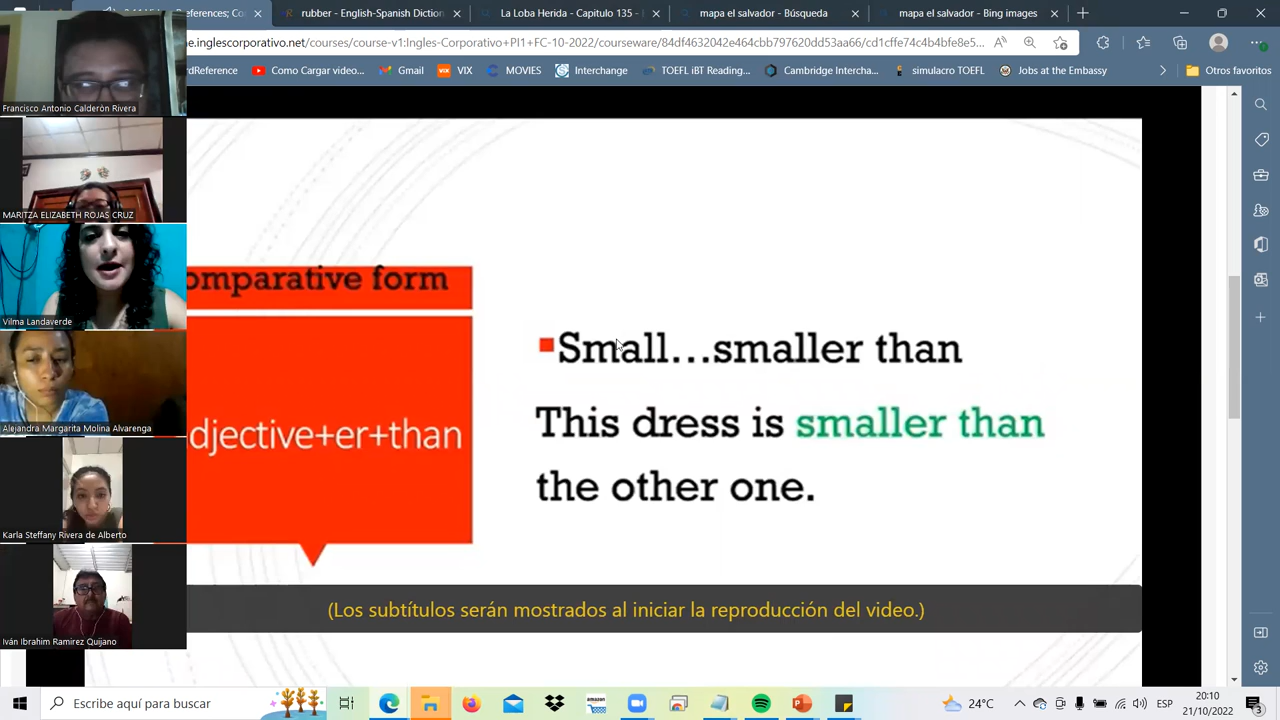 rubber - English-Spanish Diction
La Loba Herida - Capitulo 135 -
mapa el salvador - Búsqueda
mapa el salvador - Bing images
e.inglescorporativo.net/courses/course-v1:Ingles-Corporativo+PI1+FC-10-2022/courseware/84df4632042e464cbb797620dd53aa66/cd1cffe74c4b4bfe8e5...
rdReference
Como Cargar video...
Gmail
VIX
MOVIES
Interchange
TOEFL iBT Reading...
Cambridge Intercha...
simulacro TOEFL
Jobs at the Embassy
Otros favoritos
Francisco Antonio Calderòn Rivera
MARITZA ELIZABETH ROJAS CRUZ
Vilma Landaverde
Alejandra Margarita Molina Alvarenga
Karla Steffany Rivera de Alberto
Iván Ibrahim Ramirez Quijano
omparative form
djective+er+than
Small...smaller than
This dress is smaller than
the other one.
(Los subtítulos serán mostrados al iniciar la reproducción del video.)
Escribe aquí para buscar
amazon
24°C
ESP
20:10
21/10/2022
3